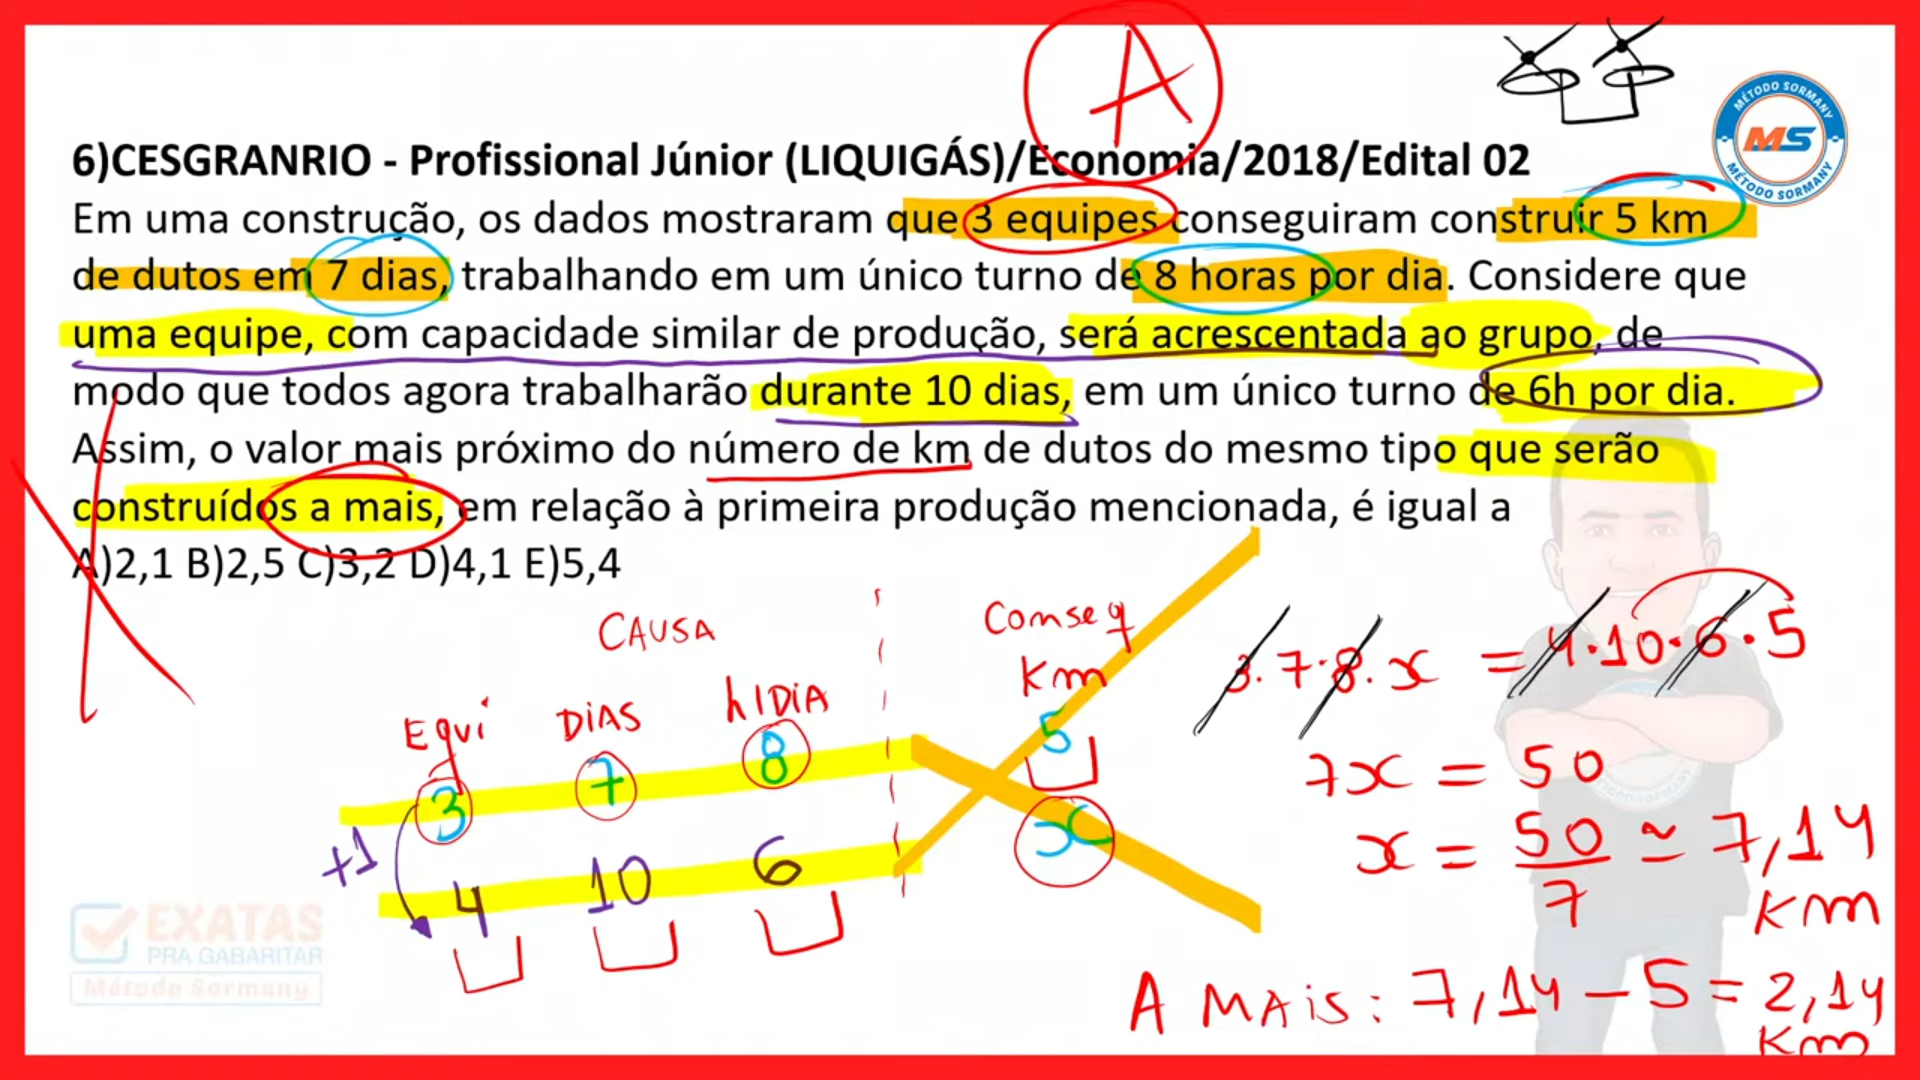 A
MÉTODO SORMANY
MS
MÉTODO SORMANY
6)CESGRANRIO - Profissional Júnior (LIQUIGÁS)/Economia/2018/Edital 02
Em uma construção, os dados mostraram que 3 equipes conseguiram construir 5 km
de dutos em 7 dias, trabalhando em um único turno de 8 horas por dia. Considere que
uma equipe, com capacidade similar de produção, será acrescentada ao grupo, de
modo que todos agora trabalharão durante 10 dias, em um único turno de 6h por dia.
Assim, o valor mais próximo do número de km de dutos do mesmo tipo que serão
construídos a mais, em relação à primeira produção mencionada, é igual a
A)2,1 B)2,5 C)3,2 D)4,1 E)5,4
CAUSA Conseq
Equi DIAS h/DIA Km
3 7 8 5
+1 4 10 6 x
3.7.8.x = 4.10.6.5
7x = 50
x = 50/7 ≃ 7,14
Km
A MAIS: 7,14 - 5 = 2,14
Km
EXATAS
PRA GABARITAR
Método Sormany